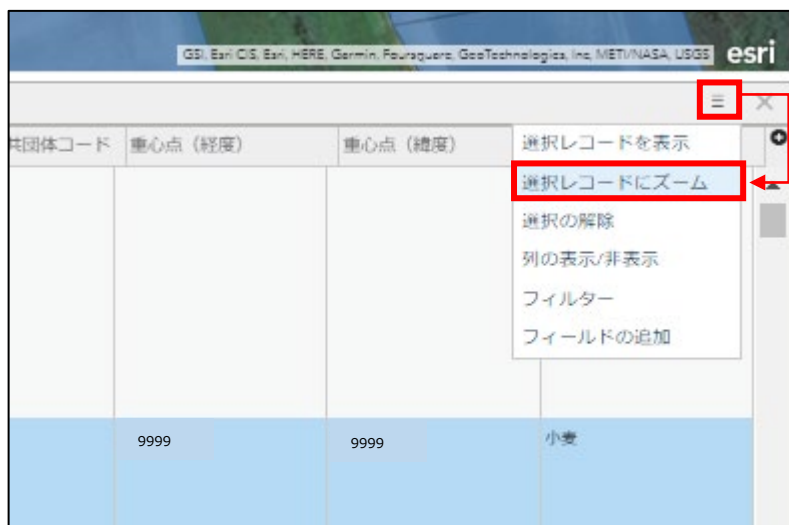 GSI, Esri CIS, Esri, HERE, Garmin, Foursquare, GeoTechnologies, Inc, METI/NASA, USGS
esri
共団体コード 重心点（経度） 重心点（緯度）
選択レコードを表示
選択レコードにズーム
選択の解除
列の表示/非表示
フィルター
フィールドの追加
9999 9999 小麦